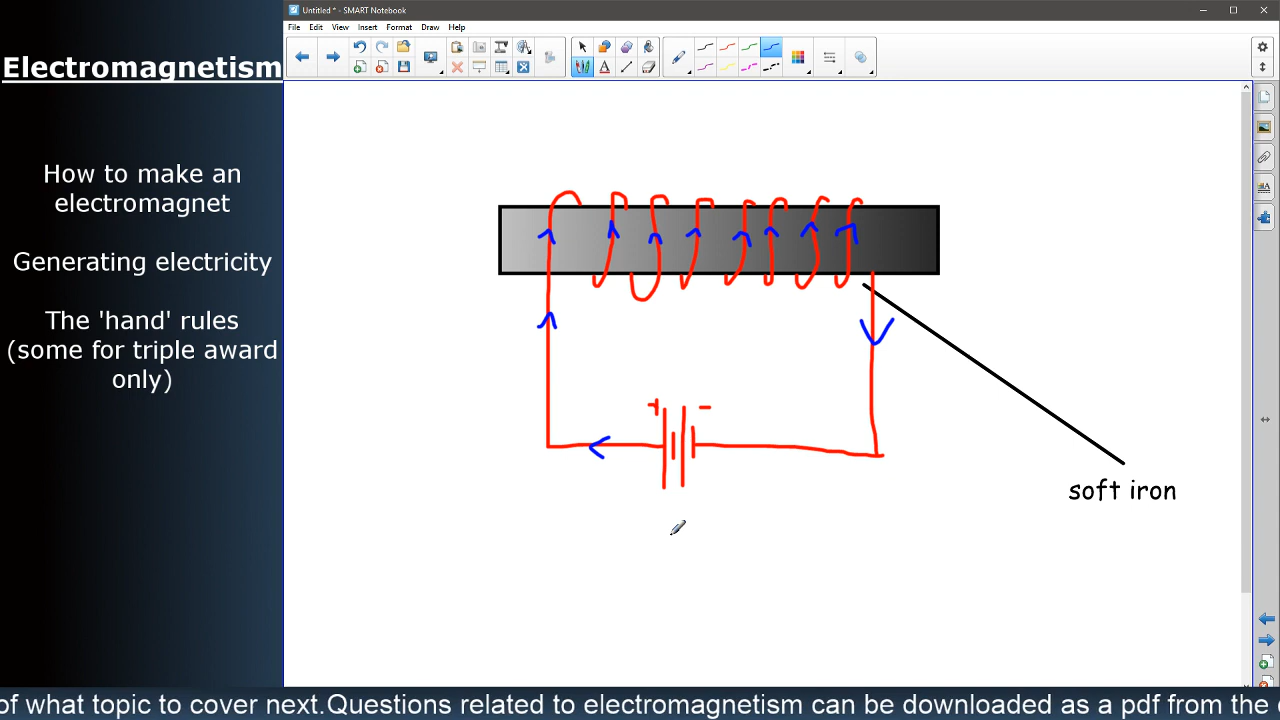 Electromagnetism
How to make an
electromagnet
Generating electricity
The 'hand' rules
(some for triple award
only)
Untitled * - SMART Notebook
File Edit View Insert Format Draw Help
+ -
soft iron
of what topic to cover next.Questions related to electromagnetism can be downloaded as a pdf from the